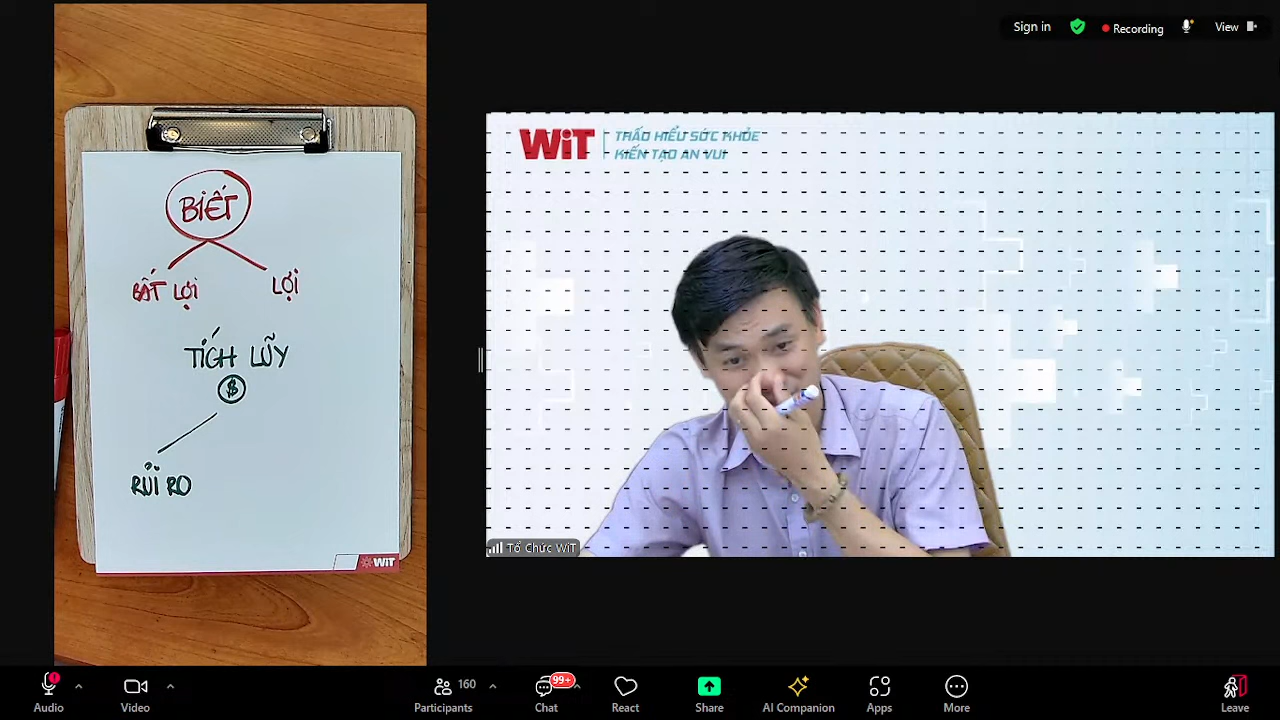 Sign in
Recording
View
BIẾT
BẤT LỢI
LỢI
TÍCH LŨY
$
RỦI RO
WiT
WiT
THẤU HIỂU SỨC KHỎE
KIẾN TẠO AN VUI
Tổ Chức WiT
Audio
Video
160
Participants
99+
Chat
React
Share
AI Companion
Apps
More
Leave